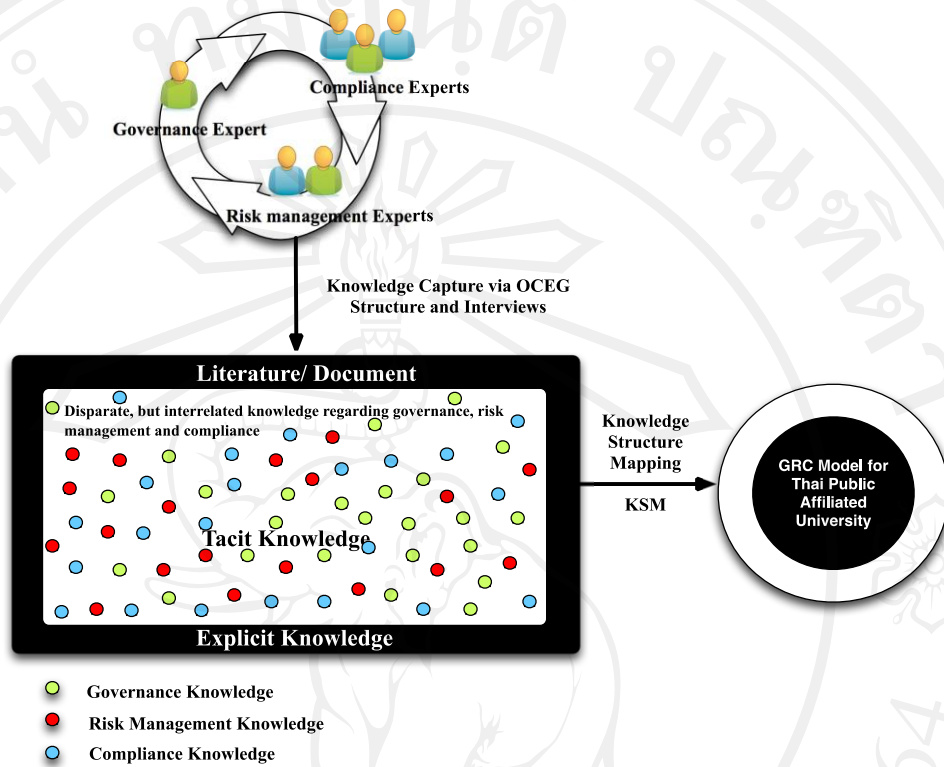 Compliance Experts
Governance Expert
Risk management Experts
Knowledge Capture via OCEG
Structure and Interviews
Literature/ Document
Disparate, but interrelated knowledge regarding governance, risk
management and compliance
Tacit Knowledge
Explicit Knowledge
Knowledge
Structure
Mapping
KSM
GRC Model for
Thai Public
Affiliated
University
Governance Knowledge
Risk Management Knowledge
Compliance Knowledge